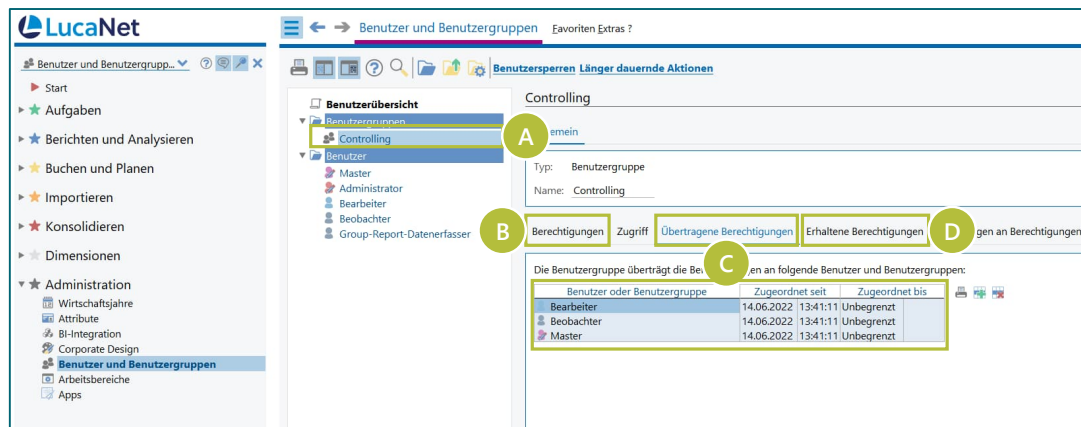 LucaNet
Benutzer und Benutzergruppen Favoriten Extras ?
Benutzer und Benutzergrupp...
Start
Aufgaben
Berichten und Analysieren
Buchen und Planen
Importieren
Konsolidieren
Dimensionen
Administration
Wirtschaftsjahre
Attribute
BI-Integration
Corporate Design
Benutzer und Benutzergruppen
Arbeitsbereiche
Apps
Benutzersperren Länger dauernde Aktionen
Benutzerübersicht
Benutzergruppen
Controlling
Benutzer
Master
Administrator
Bearbeiter
Beobachter
Group-Report-Datenerfasser
Controlling
A
emein
Typ: Benutzergruppe
Name: Controlling
B Berechtigungen Zugriff Übertragene Berechtigungen Erhaltene Berechtigungen D gen an Berechtigungen
C
Die Benutzergruppe überträgt die Ber gen an folgende Benutzer und Benutzergruppen:
Benutzer oder Benutzergruppe Zugeordnet seit Zugeordnet bis
Bearbeiter 14.06.2022 13:41:11 Unbegrenzt
Beobachter 14.06.2022 13:41:11 Unbegrenzt
Master 14.06.2022 13:41:11 Unbegrenzt